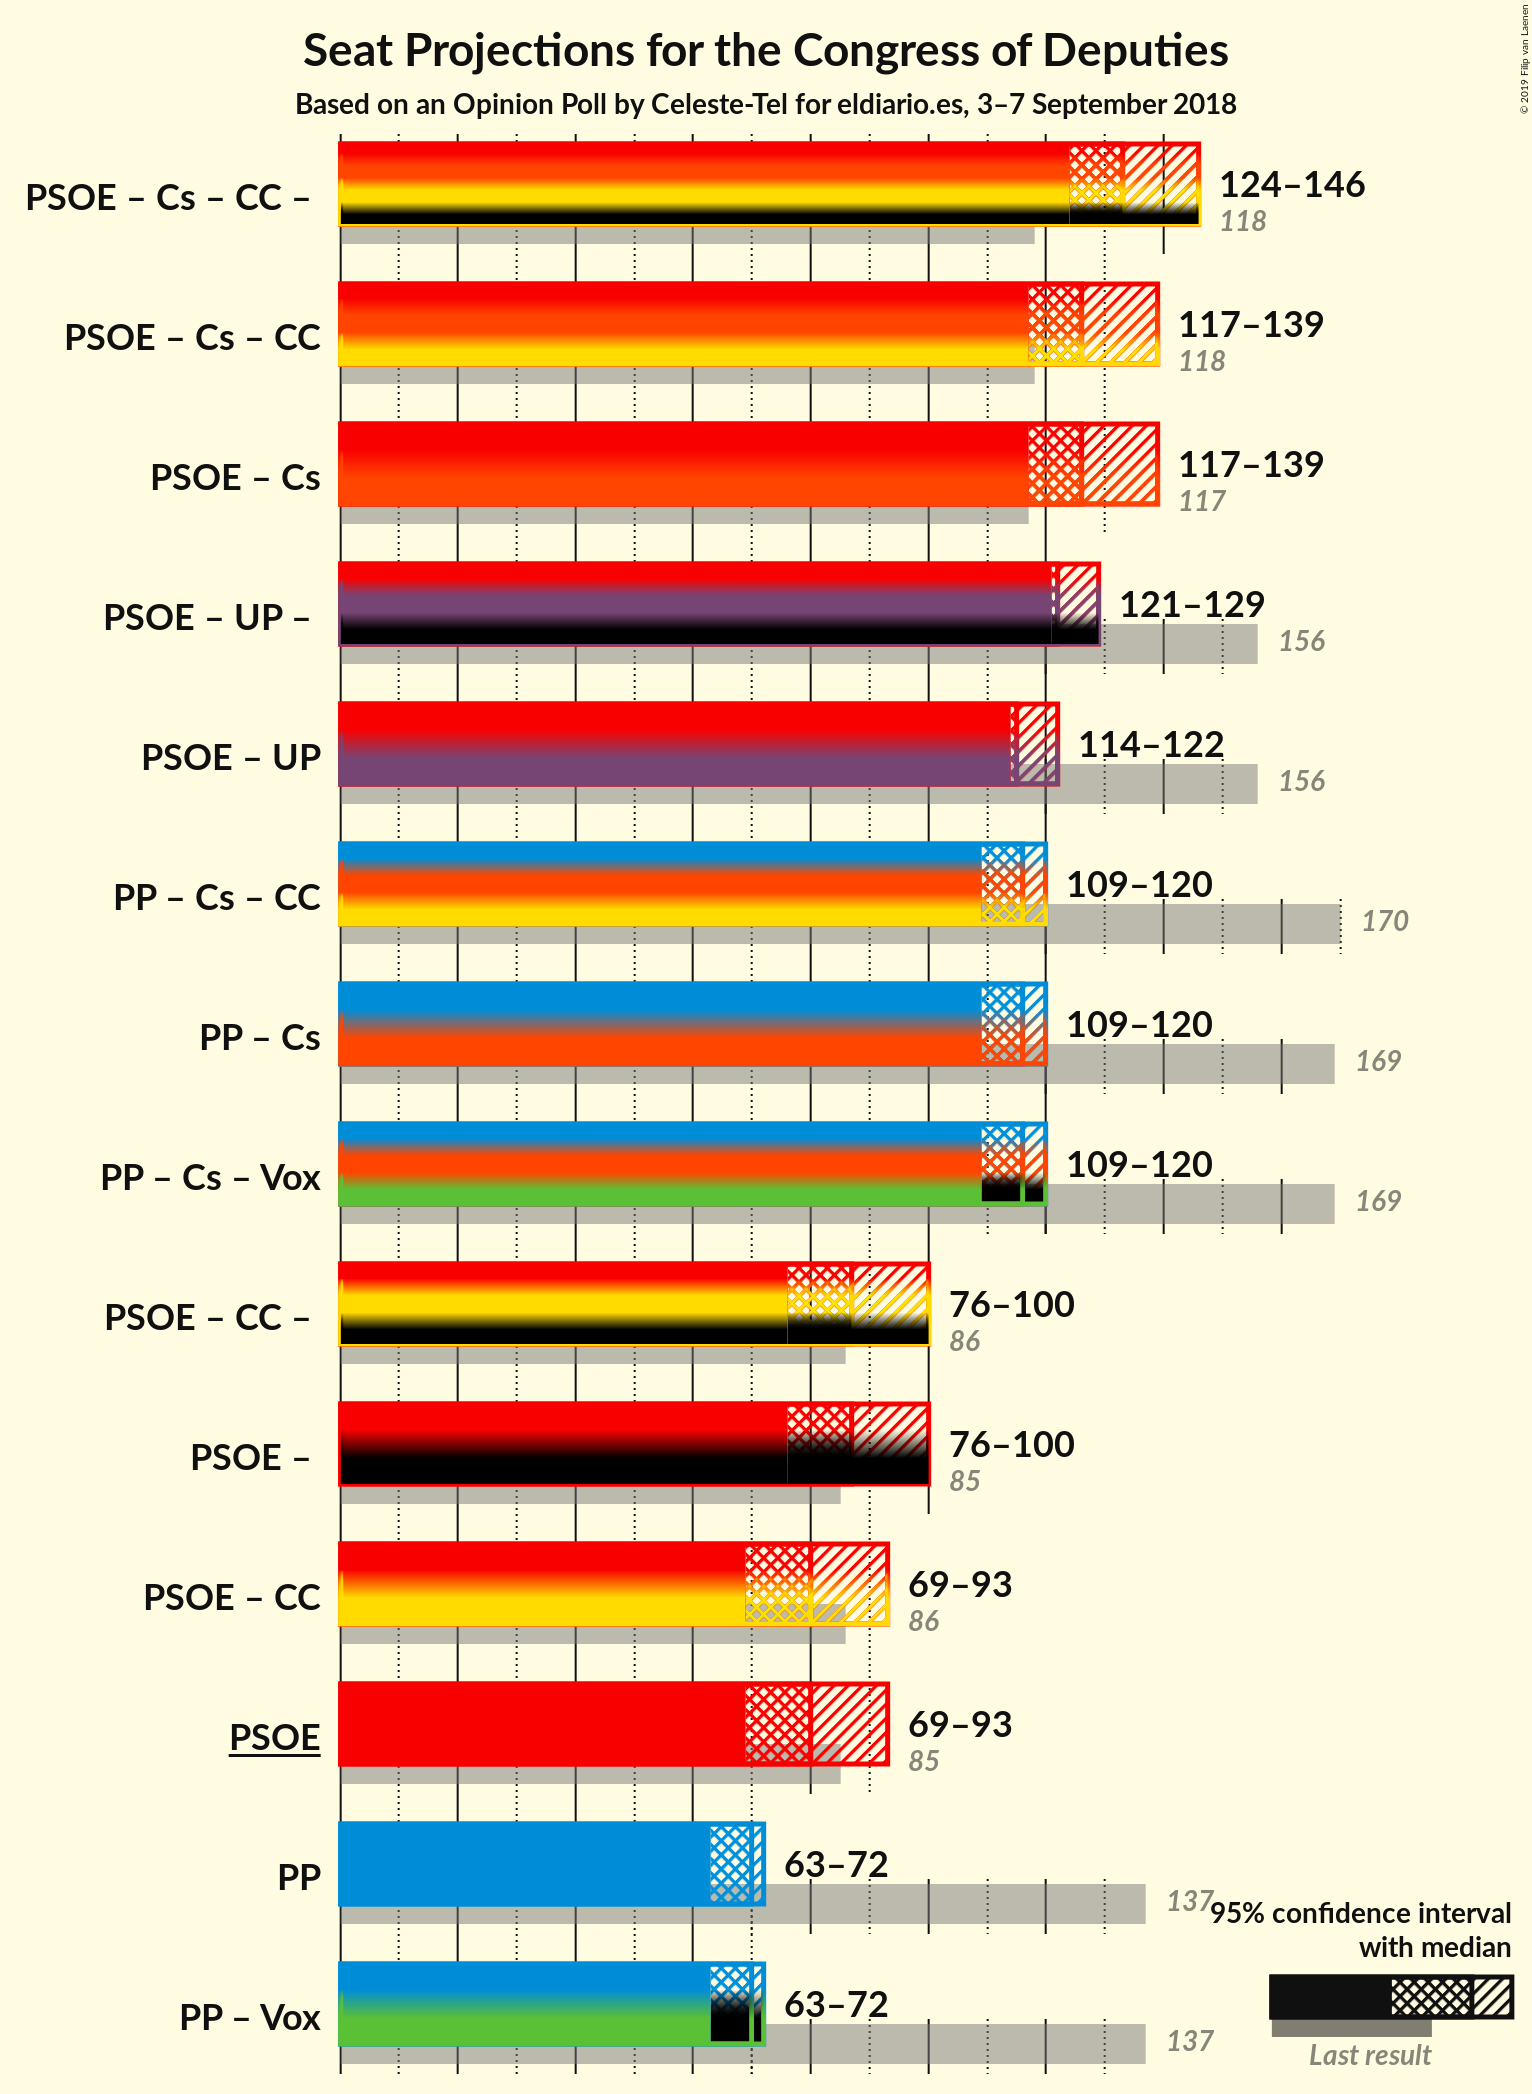 Seat Projections for the Congress of Deputies
Based on an Opinion Poll by Celeste-Tel for eldiario.es, 3–7 September 2018
© 2019 Filip van Laenen
PSOE – Cs – CC –
124–146
118
PSOE – Cs – CC
117–139
118
PSOE – Cs
117–139
117
PSOE – UP –
121–129
156
PSOE – UP
114–122
156
PP – Cs – CC
109–120
170
PP – Cs
109–120
169
PP – Cs – Vox
109–120
169
PSOE – CC –
76–100
86
PSOE –
76–100
85
PSOE – CC
69–93
86
PSOE
69–93
85
PP
63–72
137
PP – Vox
63–72
137
95% confidence interval
with median
Last result